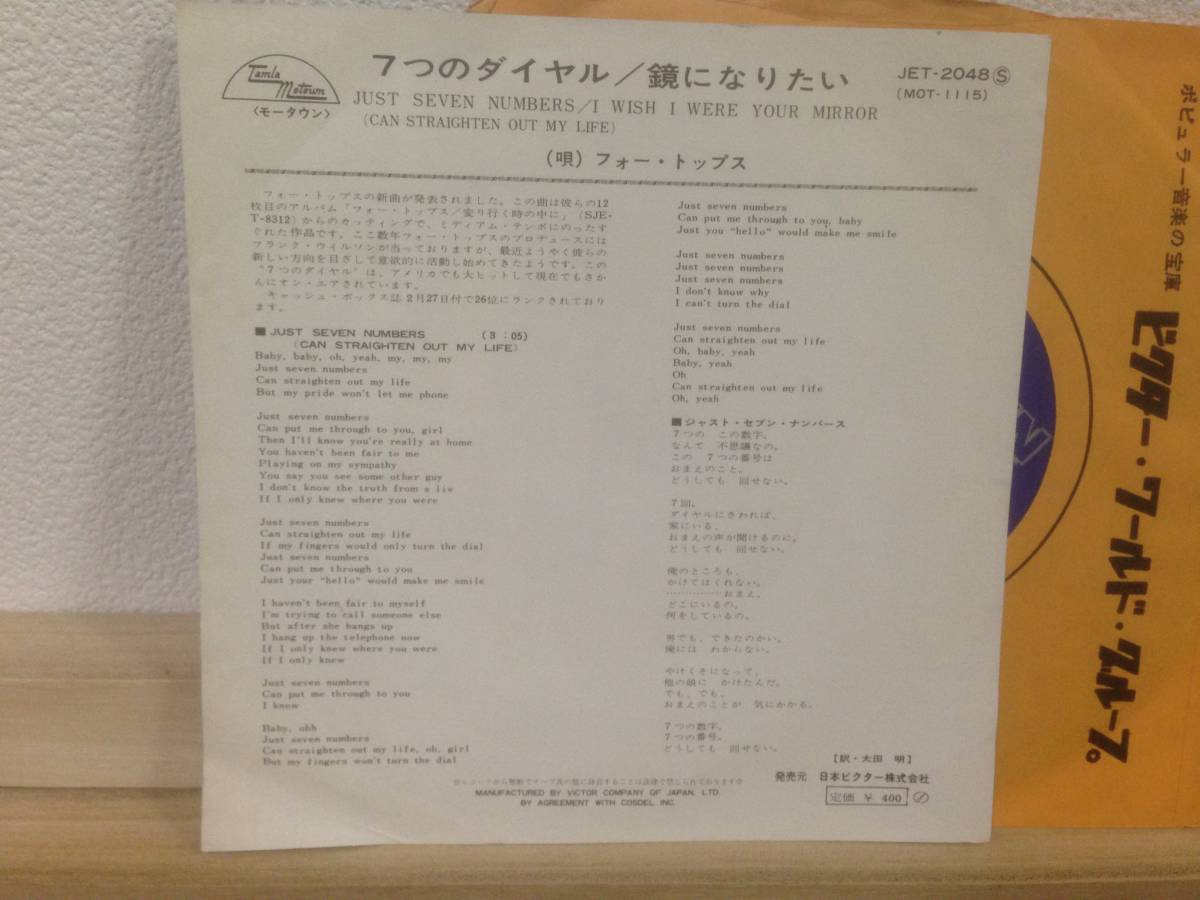 Tamla
Motown
〈モータウン〉
7つのダイヤル/鏡になりたい
JUST SEVEN NUMBERS/I WISH I WERE YOUR MIRROR
(CAN STRAIGHTEN OUT MY LIFE)
JET-2048Ⓢ
(MOT-1115)
(唄) フォー・トップス
フォー・トップスの新曲が発表されました。この曲は彼らの12
枚目のアルバム「フォー・トップス/変り行く時の中に」(SJE-
T-8312)からのカッティングで、ミディアム・テンポにのったす
ぐれた作品です。ここ数年フォー・トップスのプロデュースには
フランク・ウイルソンが当っておりますが、最近ようやく彼らの
新しい方向を目ざして意欲的に活動し始めてきたようです。この
"7つのダイヤル"は、アメリカでも大ヒットして現在でもさか
んにオン・エアされています。
キャッシュ・ボックス誌 2月27日付で26位にランクされており
ます。
■JUST SEVEN NUMBERS (3:05)
(CAN STRAIGHTEN OUT MY LIFE)
Baby, baby, oh, yeah, my, my, my
Just seven numbers
Can straighten out my life
But my pride won't let me phone
Just seven numbers
Can put me through to you, girl
Then I'll know you're really at home
You haven't been fair to me
Playing on my sympathy
You say you see some other guy
I don't know the truth from a lie
If I only knew where you were
Just seven numbers
Can straighten out my life
If my fingers would only turn the dial
Just seven numbers
Can put me through to you
Just your "hello" would make me smile
I haven't been fair to myself
I'm trying to call someone else
But after she hangs up
I hang up the telephone now
If I only knew where you were
If I only knew
Just seven numbers
Can put me through to you
I know
Baby, ohh
Just seven numbers
Can straighten out my life, oh, girl
But my fingers won't turn the dial
Just seven numbers
Can put me through to you, baby
Just you "hello" would make me smile
Just seven numbers
Just seven numbers
Just seven numbers
I don't know why
I can't turn the dial
Just seven numbers
Can straighten out my life
Oh, baby, yeah
Baby, yeah
Oh
Can straighten out my life
Oh, yeah
■ジャスト・セブン・ナンバース
7つの この数字、
なんて 不思議なの。
この 7つの番号は
おまえのこと。
どうしても 回せない。
7回。
ダイヤルにさわれば、
家にいる、
おまえの声が聞けるのに。
どうしても 回せない。
俺のところも、
かけてはくれない。
……………おまえ、
どこにいるの。
何をしているの。
男でも、できたのかい。
俺には わからない。
やけくそになって、
他の娘に かけたんだ。
でも、でも、
おまえのことが 気にかかる。
7つの数字、
7つの番号。
どうしても 回せない。
[訳・大田 明]
MANUFACTURED BY VICTOR COMPANY OF JAPAN, LTD.
BY AGREEMENT WITH COSDEL INC.
発売元 日本ビクター株式会社
定価 ¥ 400
ポピュラー音楽の宝庫
ビクター・ワールド・グループ。